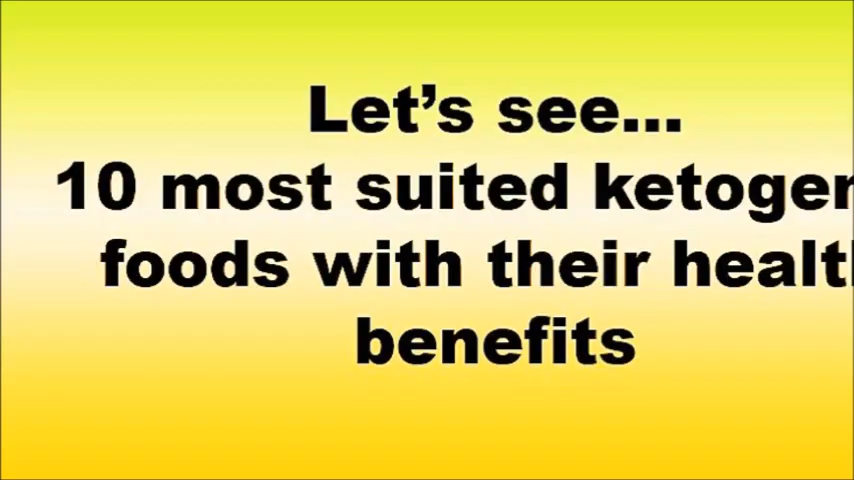 Let’s see...
10 most suited ketogen
foods with their healt
benefits